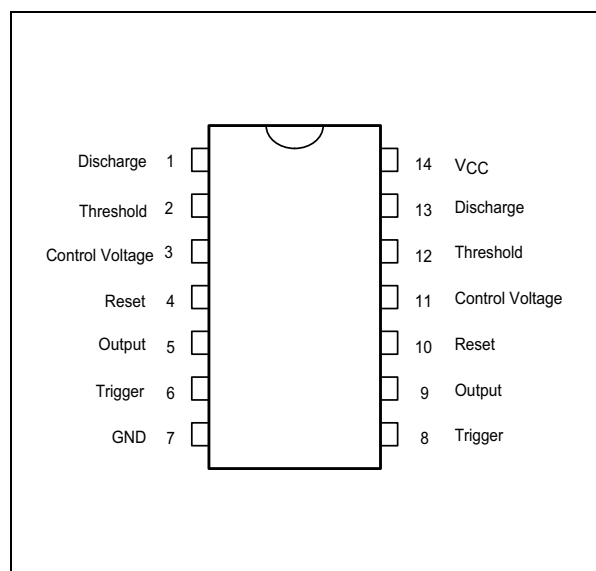 Discharge 1
Threshold 2
Control Voltage 3
Reset 4
Output 5
Trigger 6
GND 7
14 VCC
13 Discharge
12 Threshold
11 Control Voltage
10 Reset
9 Output
8 Trigger